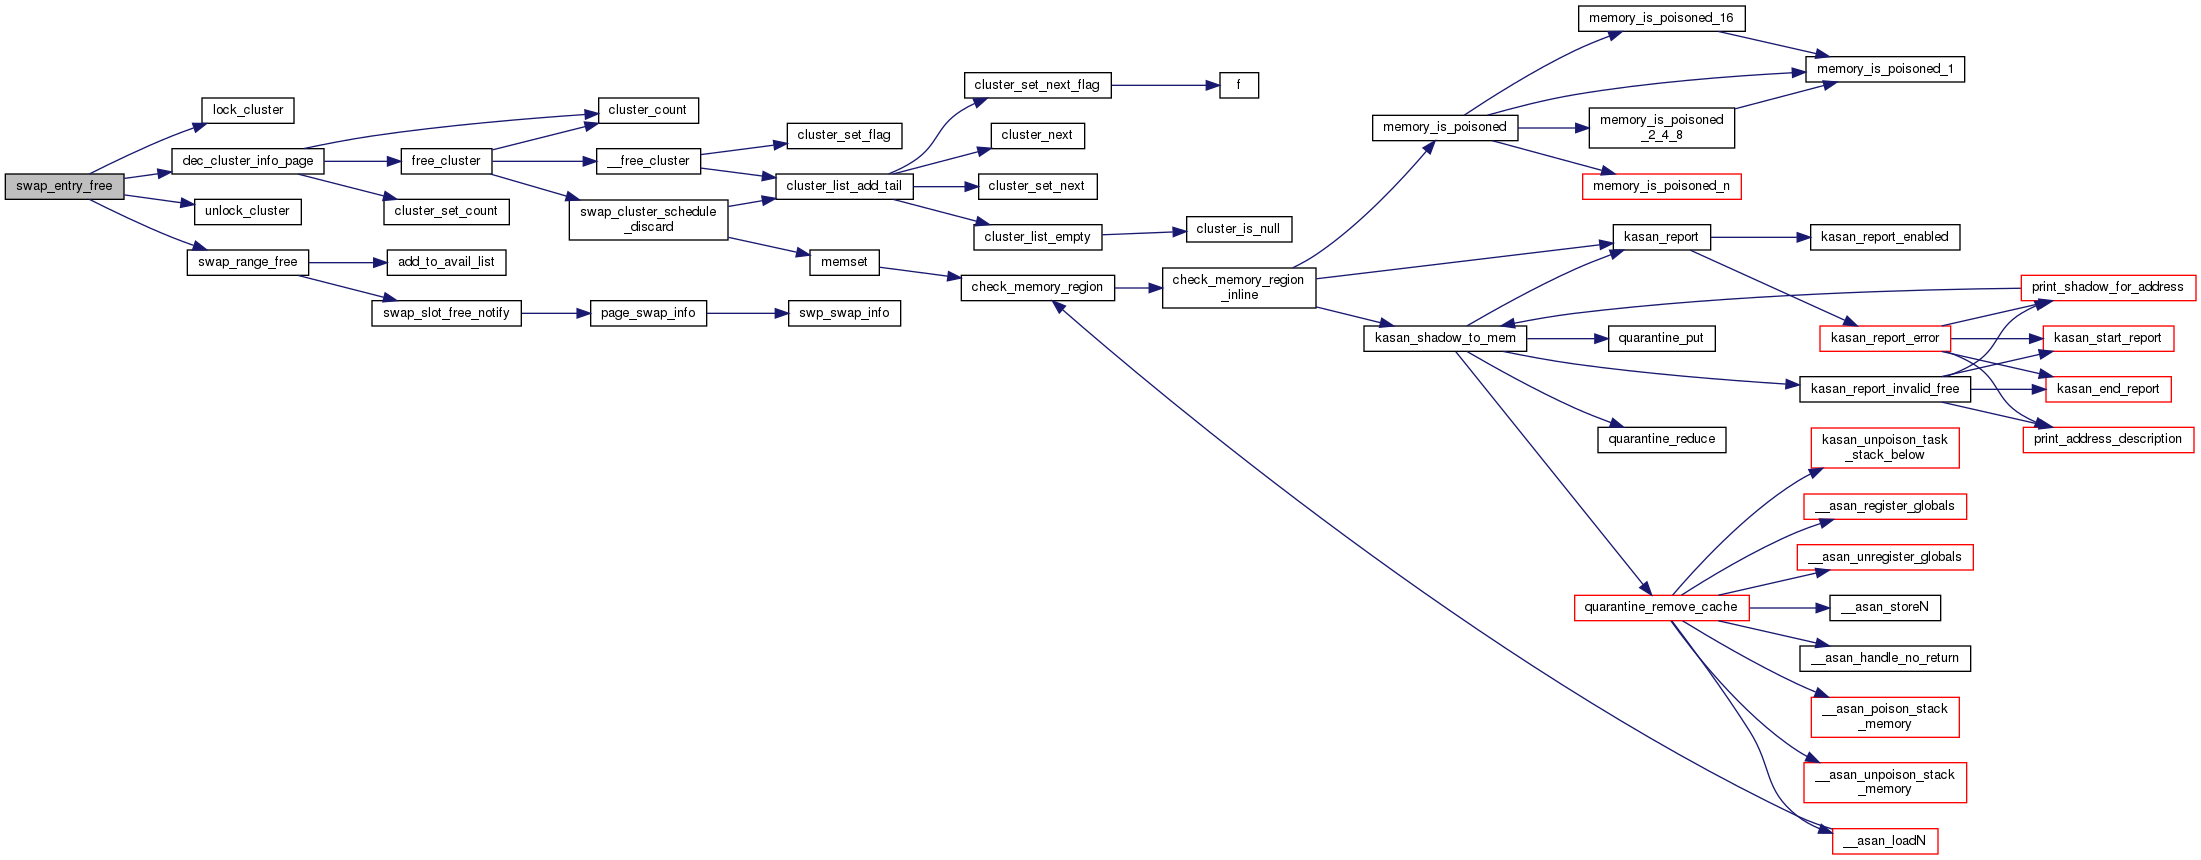 swap_entry_free
lock_cluster
dec_cluster_info_page
unlock_cluster
swap_range_free
cluster_count
free_cluster
cluster_set_count
add_to_avail_list
swap_slot_free_notify
__free_cluster
swap_cluster_schedule
_discard
page_swap_info
cluster_set_flag
cluster_list_add_tail
memset
swp_swap_info
cluster_set_next_flag
cluster_next
cluster_set_next
cluster_list_empty
check_memory_region
f
cluster_is_null
check_memory_region
_inline
memory_is_poisoned
kasan_shadow_to_mem
memory_is_poisoned_16
memory_is_poisoned_1
memory_is_poisoned
_2_4_8
memory_is_poisoned_n
kasan_report
kasan_report_enabled
print_shadow_for_address
quarantine_put
kasan_report_error
kasan_start_report
kasan_report_invalid_free
kasan_end_report
quarantine_reduce
print_address_description
kasan_unpoison_task
_stack_below
__asan_register_globals
__asan_unregister_globals
quarantine_remove_cache
__asan_storeN
__asan_handle_no_return
__asan_poison_stack
_memory
__asan_unpoison_stack
_memory
__asan_loadN